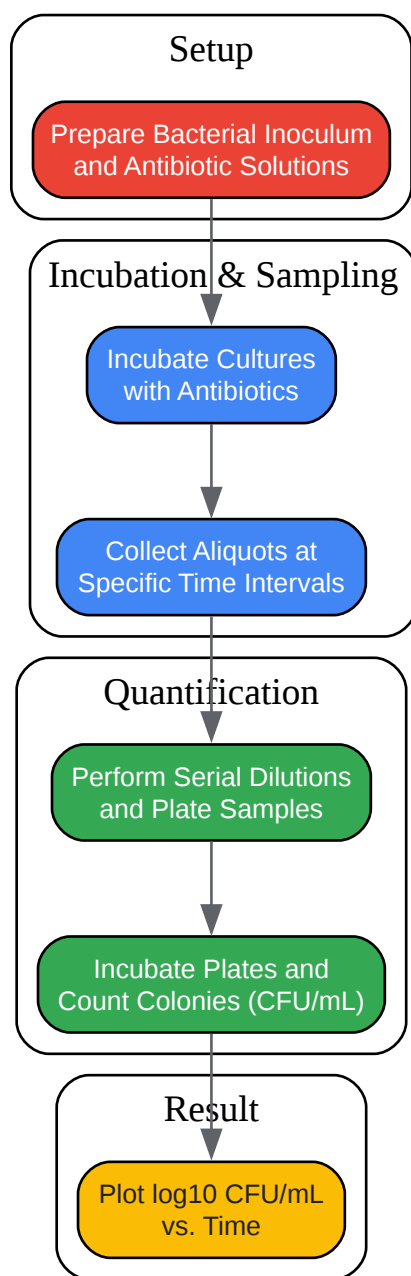 Setup
Prepare Bacterial Inoculum
and Antibiotic Solutions
Incubation & Sampling
Incubate Cultures
with Antibiotics
Collect Aliquots at
Specific Time Intervals
Quantification
Perform Serial Dilutions
and Plate Samples
Incubate Plates and
Count Colonies (CFU/mL)
Result
Plot log10 CFU/mL
vs. Time